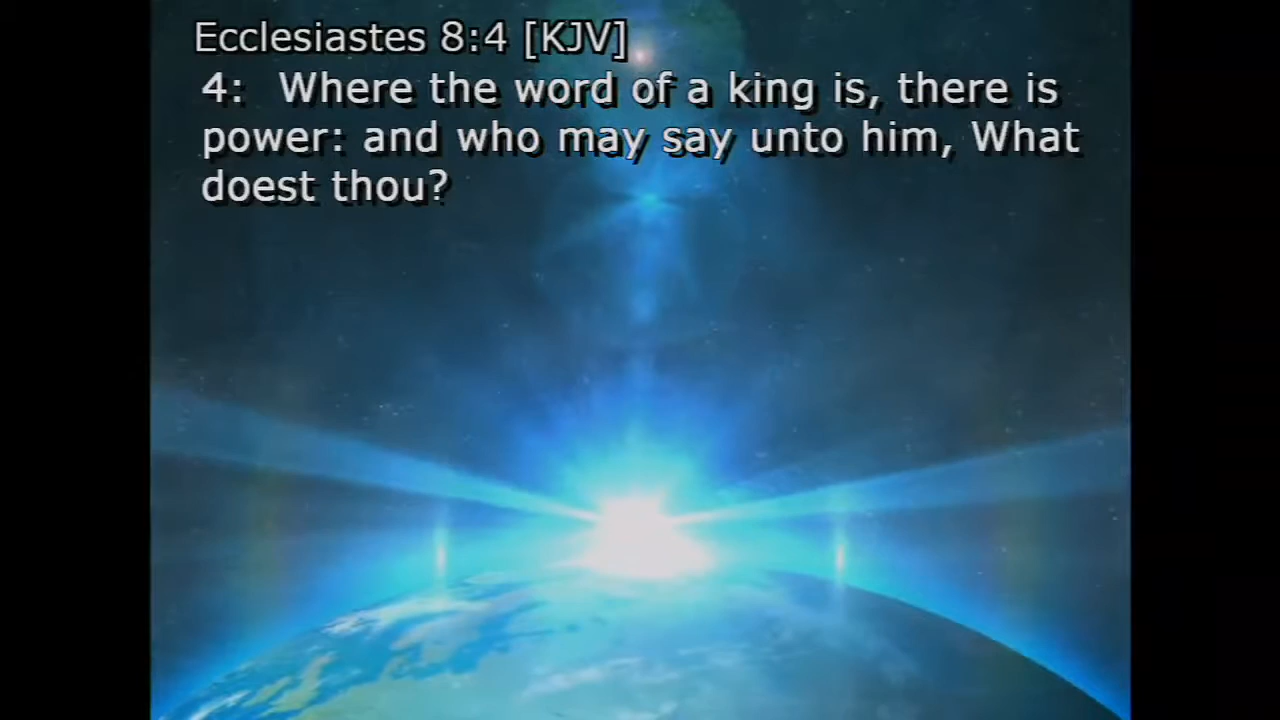 Ecclesiastes 8:4 [KJV]
4: Where the word of a king is, there is
power: and who may say unto him, What
doest thou?